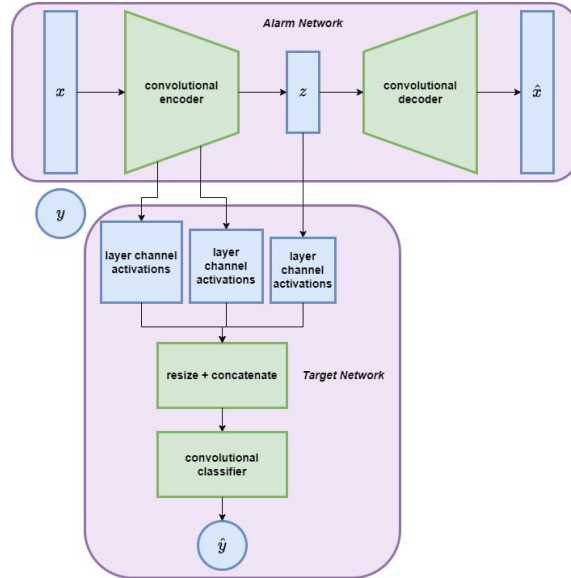 Alarm Network
x
convolutional
encoder
z
convolutional
decoder
x̂
y
layer channel
activations
layer
channel
activations
layer
channel
activations
resize + concatenate
Target Network
convolutional
classifier
ŷ